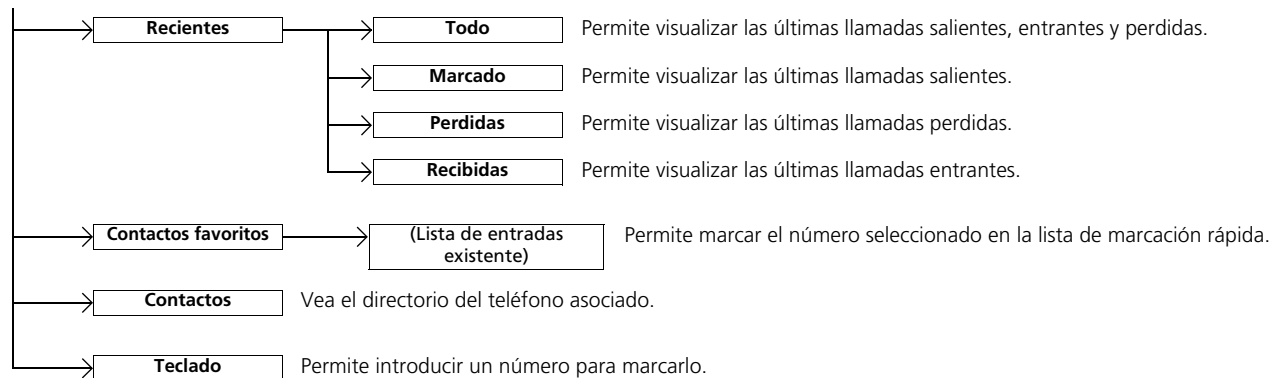 Recientes Todo Permite visualizar las últimas llamadas salientes, entrantes y perdidas.
Marcado Permite visualizar las últimas llamadas salientes.
Perdidas Permite visualizar las últimas llamadas perdidas.
Recibidas Permite visualizar las últimas llamadas entrantes.
Contactos favoritos (Lista de entradas existente) Permite marcar el número seleccionado en la lista de marcación rápida.
Contactos Vea el directorio del teléfono asociado.
Teclado Permite introducir un número para marcarlo.